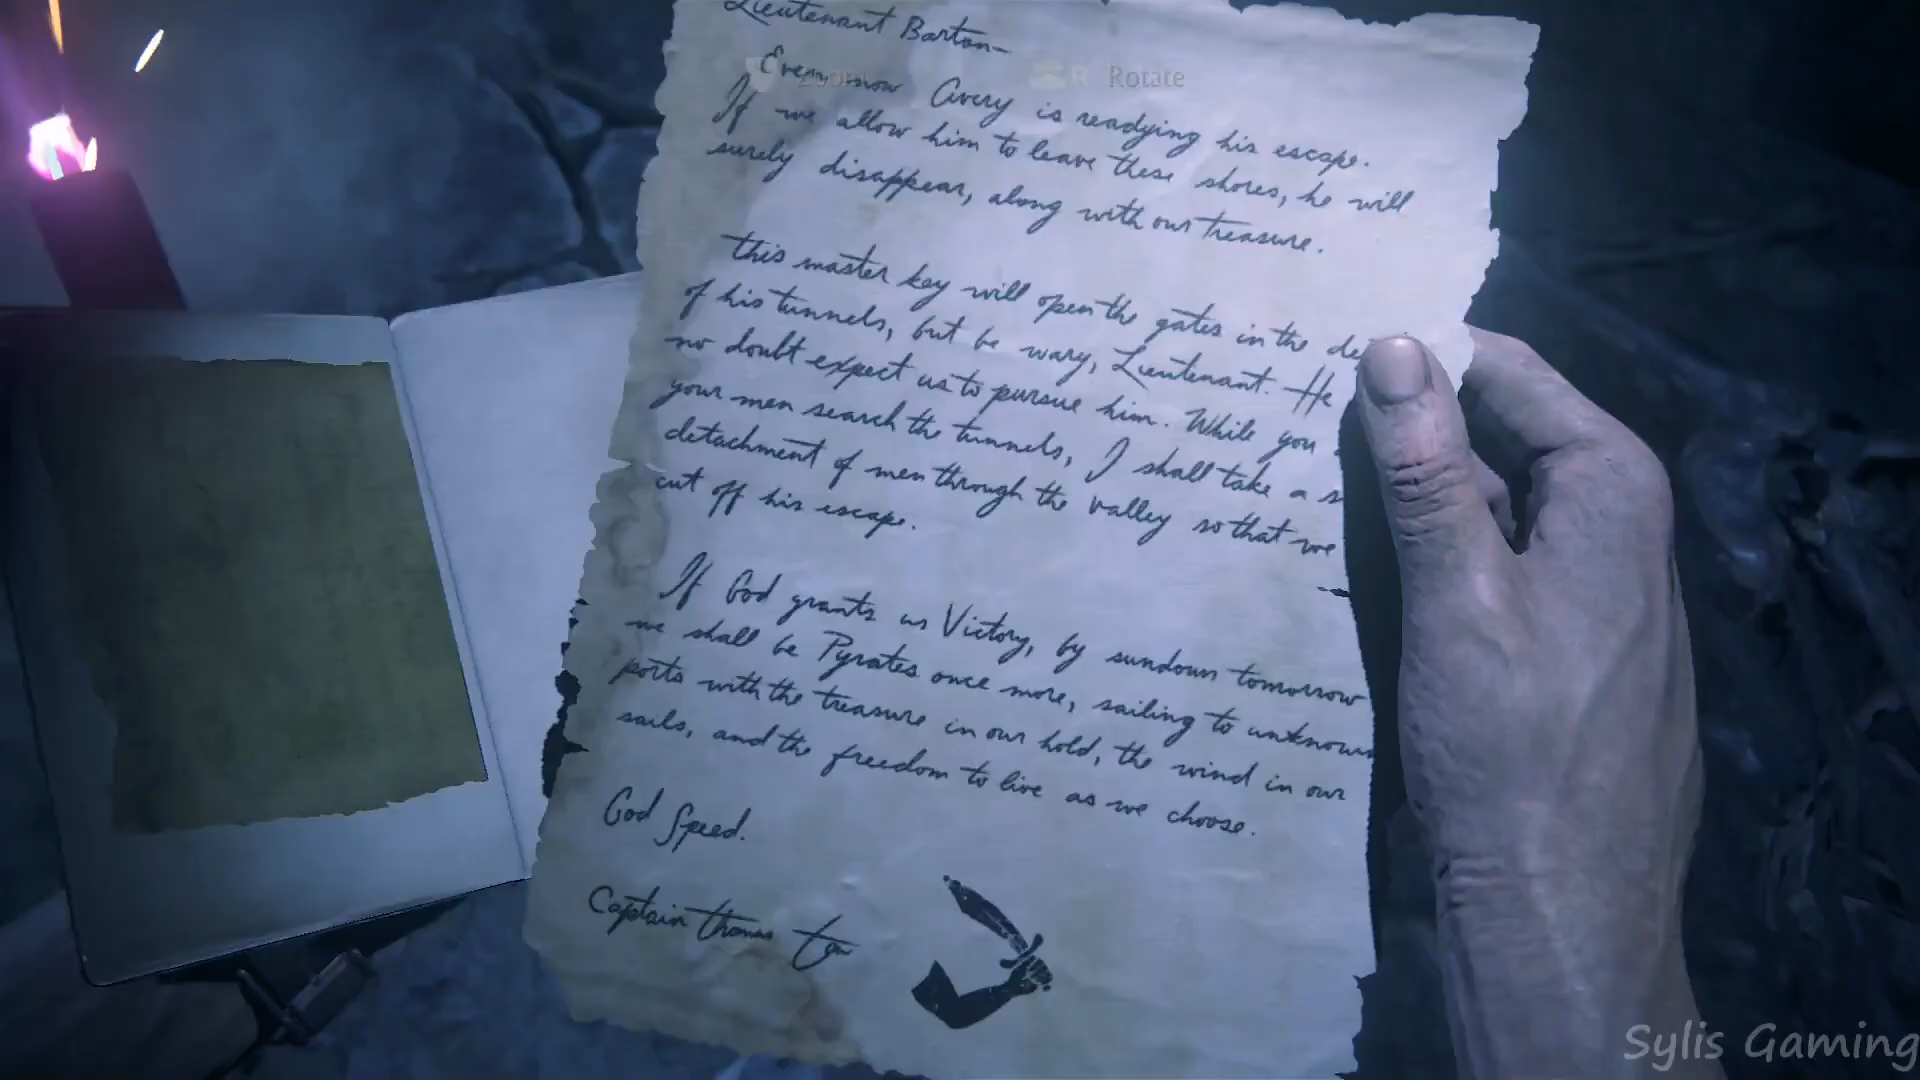 Lieutenant Barton-
Even now Avery is readying his escape.
Zoom
R Rotate
If we allow him to leave these shores, he will
surely disappear, along with our treasure.
This master key will open the gates in the
of his tunnels, but be wary, Lieutenant. He
no doubt expect us to pursue him. While you
your men search the tunnels, I shall take a
detachment of men through the valley so that we
cut off his escape.
If God grants us Victory, by sundown tomorrow
we shall be Pyrates once more, sailing to unknown
ports with the treasure in our hold, the wind in our
sails, and the freedom to live as we choose.
God Speed.
Captain Thomas Tew
Sylis Gaming